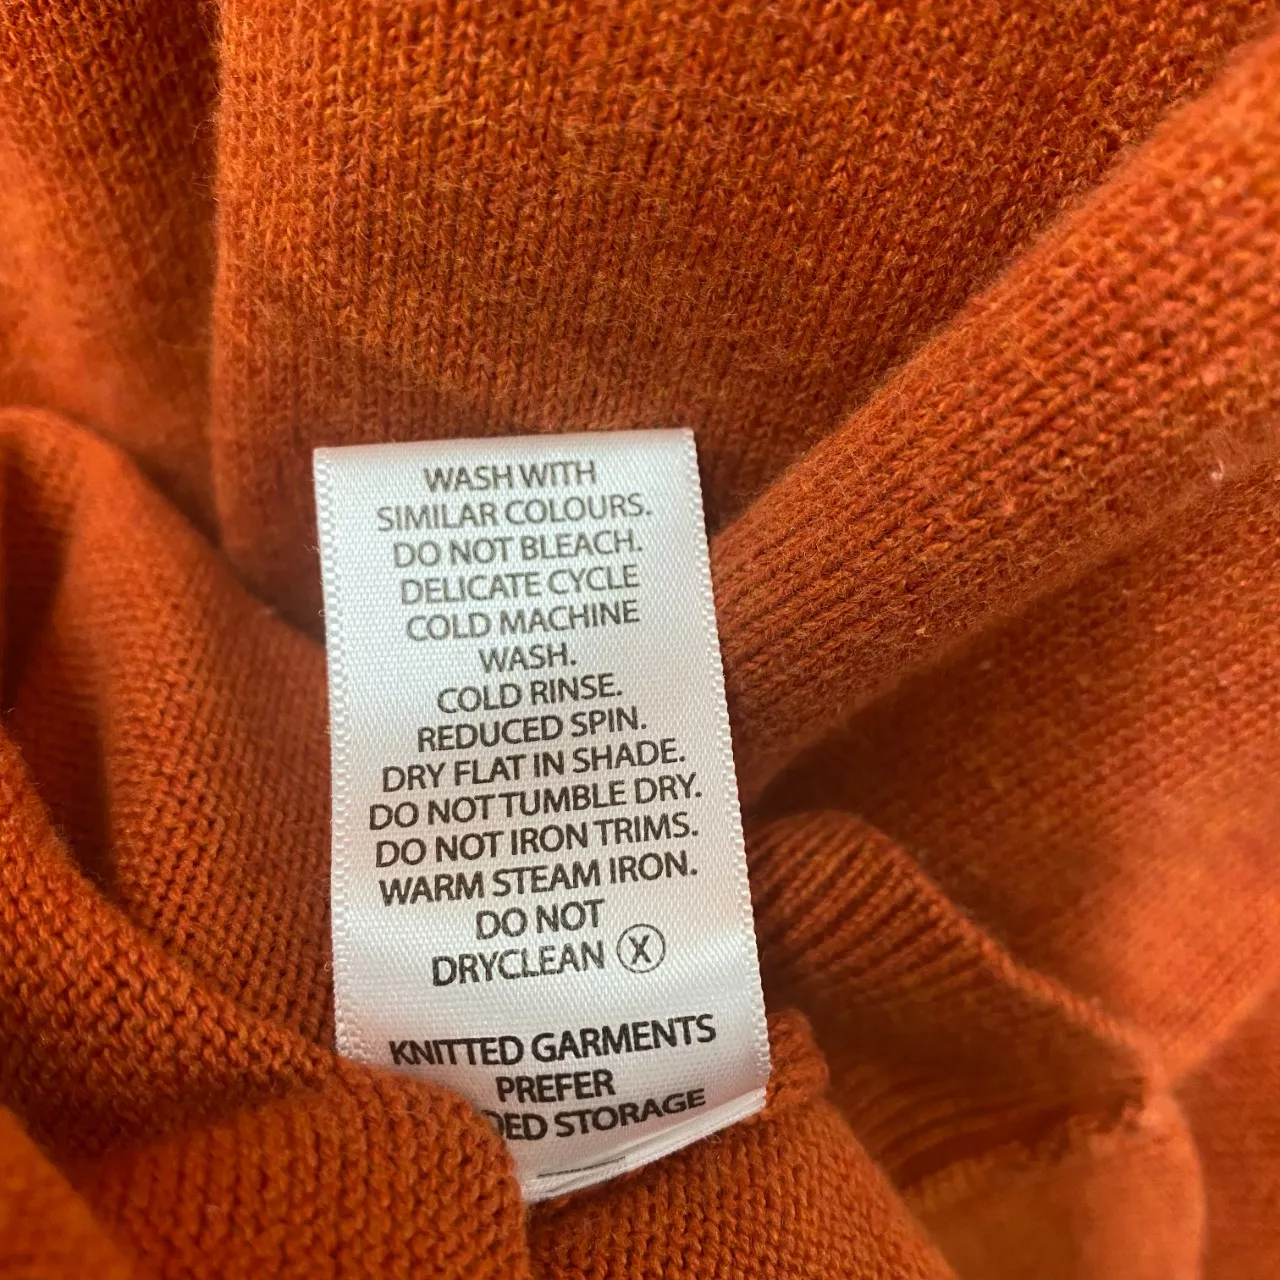 WASH WITH
SIMILAR COLOURS.
DO NOT BLEACH.
DELICATE CYCLE
COLD MACHINE
WASH.
COLD RINSE.
REDUCED SPIN.
DRY FLAT IN SHADE.
DO NOT TUMBLE DRY.
DO NOT IRON TRIMS.
WARM STEAM IRON.
DO NOT
DRYCLEAN X
KNITTED GARMENTS
PREFER
STORAGE